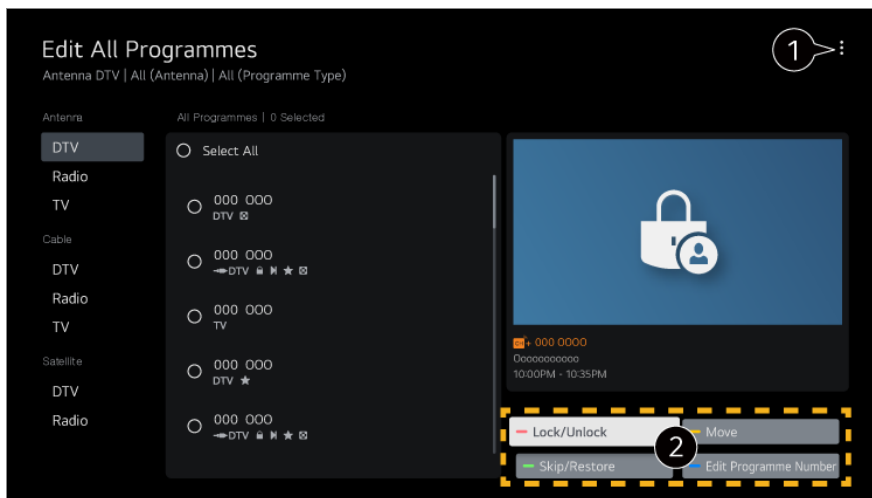 Edit All Programmes
Antenna DTV | All (Antenna) | All (Programme Type)
1
Antenna
DTV
Radio
TV
Cable
DTV
Radio
TV
Satellite
DTV
Radio
All Programmes | 0 Selected
Select All
000 000
DTV
000 000
DTV
000 000
TV
000 000
DTV
000 000
DTV
CH + 000 0000
Ooooooooooo
10:00PM - 10:35PM
Lock/Unlock
Move
2
Skip/Restore
Edit Programme Number